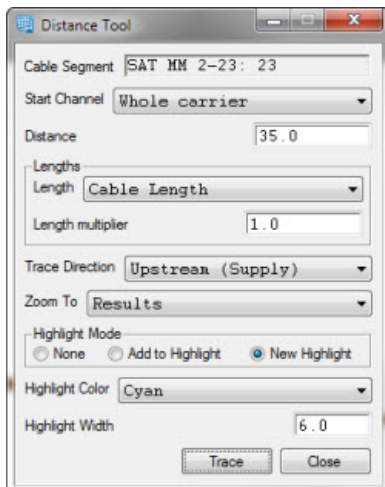 Distance Tool
Cable Segment SAT MM 2-23: 23
Start Channel Whole carrier
Distance 35.0
Lengths
Length Cable Length
Length multiplier 1.0
Trace Direction Upstream (Supply)
Zoom To Results
Highlight Mode
None Add to Highlight New Highlight
Highlight Color Cyan
Highlight Width 6.0
Trace Close